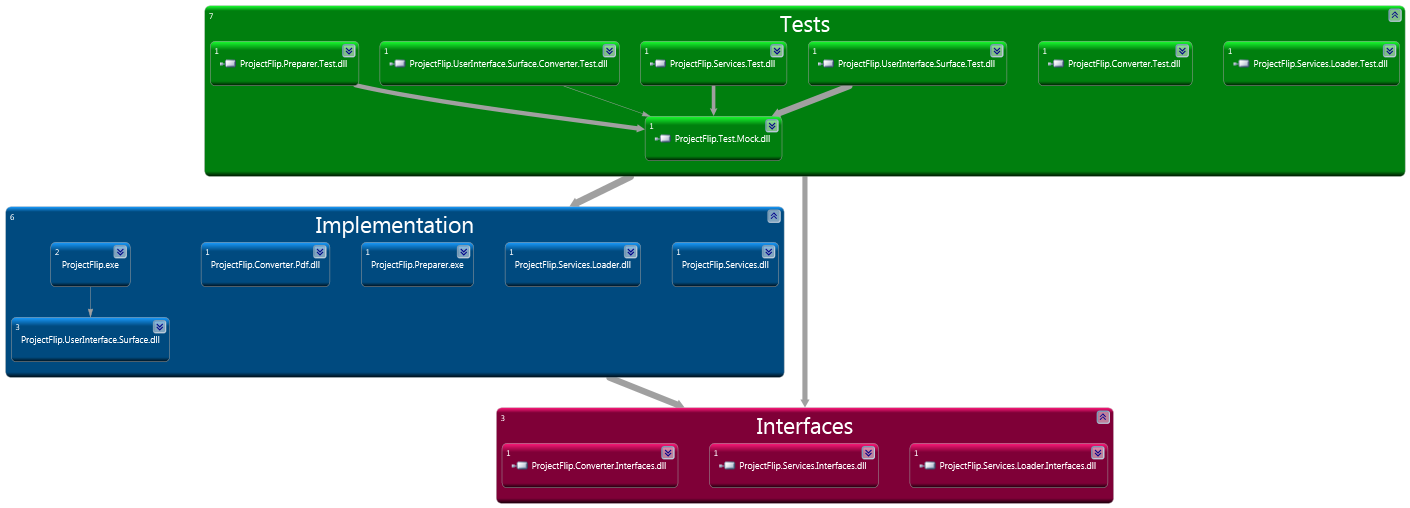 7
Tests
1
ProjectFlip.Preparer.Test.dll
1
ProjectFlip.UserInterface.Surface.Converter.Test.dll
1
ProjectFlip.Services.Test.dll
1
ProjectFlip.UserInterface.Surface.Test.dll
1
ProjectFlip.Converter.Test.dll
1
ProjectFlip.Services.Loader.Test.dll
1
ProjectFlip.Test.Mock.dll
6
Implementation
2
ProjectFlip.exe
1
ProjectFlip.Converter.Pdf.dll
1
ProjectFlip.Preparer.exe
1
ProjectFlip.Services.Loader.dll
1
ProjectFlip.Services.dll
3
ProjectFlip.UserInterface.Surface.dll
3
Interfaces
1
ProjectFlip.Converter.Interfaces.dll
1
ProjectFlip.Services.Interfaces.dll
1
ProjectFlip.Services.Loader.Interfaces.dll